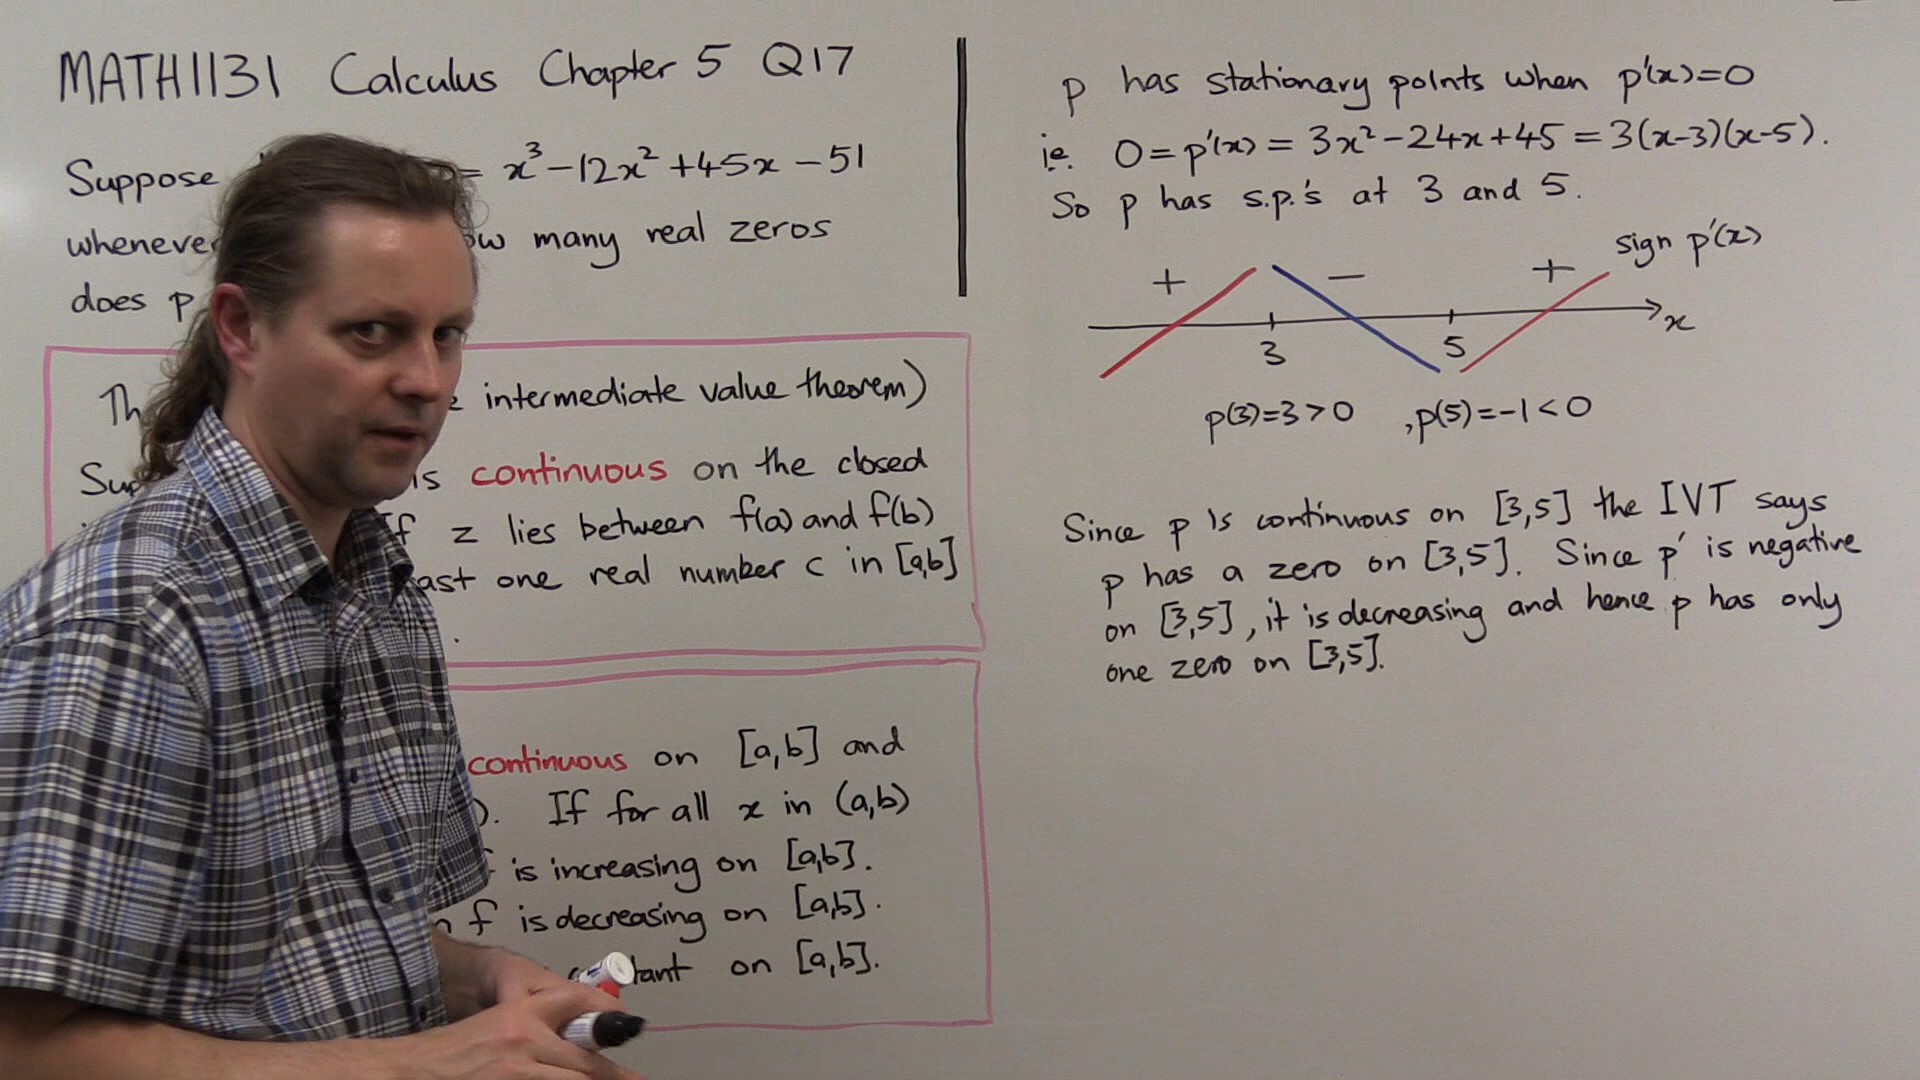 MATH1131 Calculus Chapter 5 Q17
Suppose = x³ - 12x² + 45x - 51
whenever many real zeros
does p
intermediate value theorem)
is continuous on the closed
z lies between f(a) and f(b)
one real number c in [a,b]
continuous on [a,b] and
). If for all x in (a,b)
is increasing on [a,b].
f is decreasing on [a,b].
on [a,b].
p has stationary points when p'(x)=0
ie. 0 = p'(x) = 3x² - 24x + 45 = 3(x-3)(x-5).
So p has s.p.'s at 3 and 5.
sign p'(x)
+ − +
3 5 x
p(3)=3>0 , p(5)=-1<0
Since p is continuous on [3,5] the IVT says
p has a zero on [3,5]. Since p' is negative
on [3,5], it is decreasing and hence p has only
one zero on [3,5].